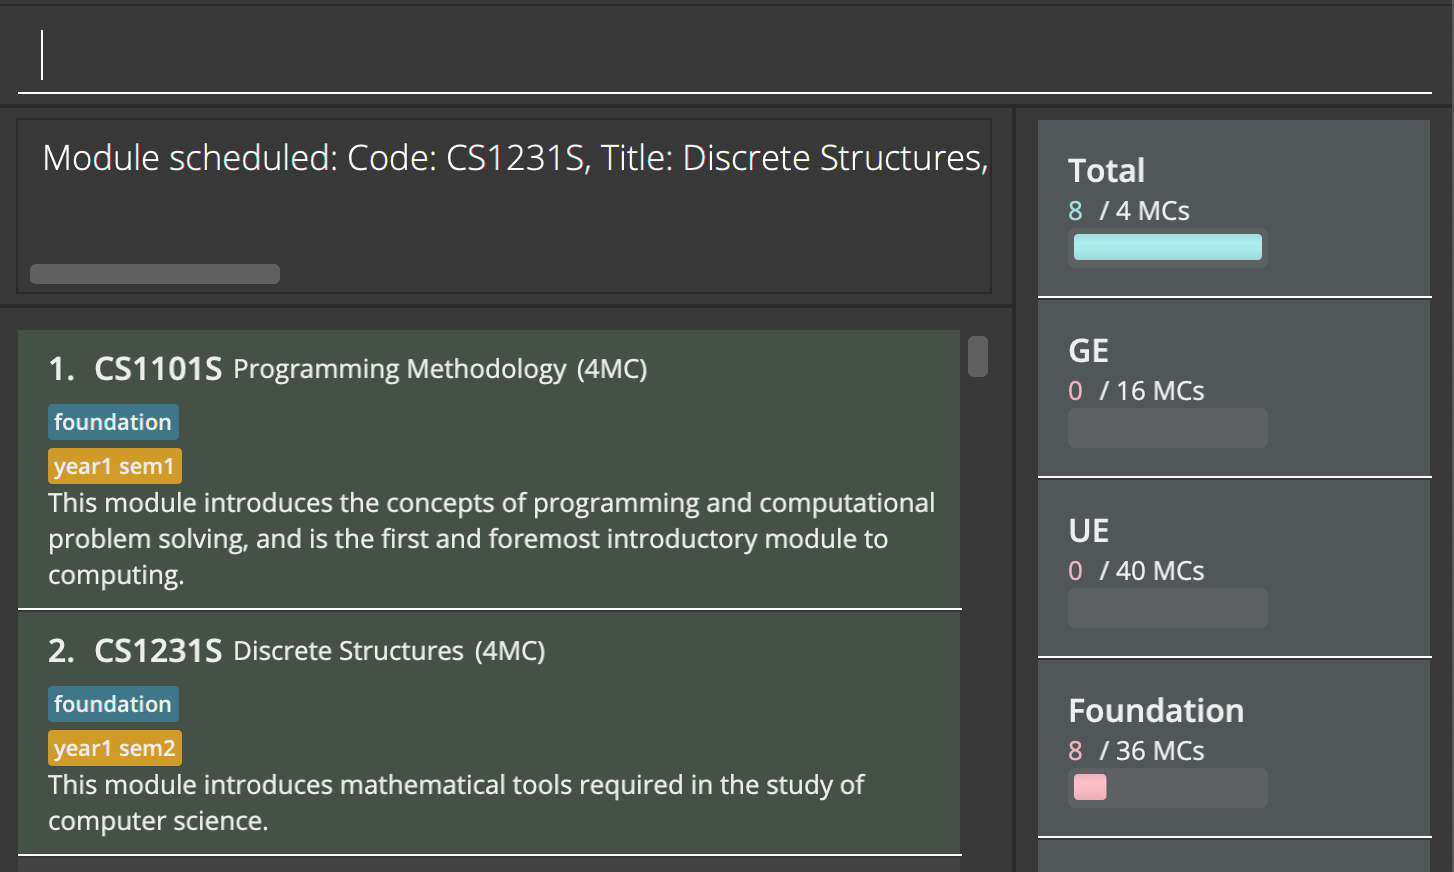 Module scheduled: Code: CS1231S, Title: Discrete Structures,
1. CS1101S Programming Methodology (4MC)
foundation
year1 sem1
This module introduces the concepts of programming and computational
problem solving, and is the first and foremost introductory module to
computing.
2. CS1231S Discrete Structures (4MC)
foundation
year1 sem2
This module introduces mathematical tools required in the study of
computer science.
Total
8 / 4 MCs
GE
0 / 16 MCs
UE
0 / 40 MCs
Foundation
8 / 36 MCs